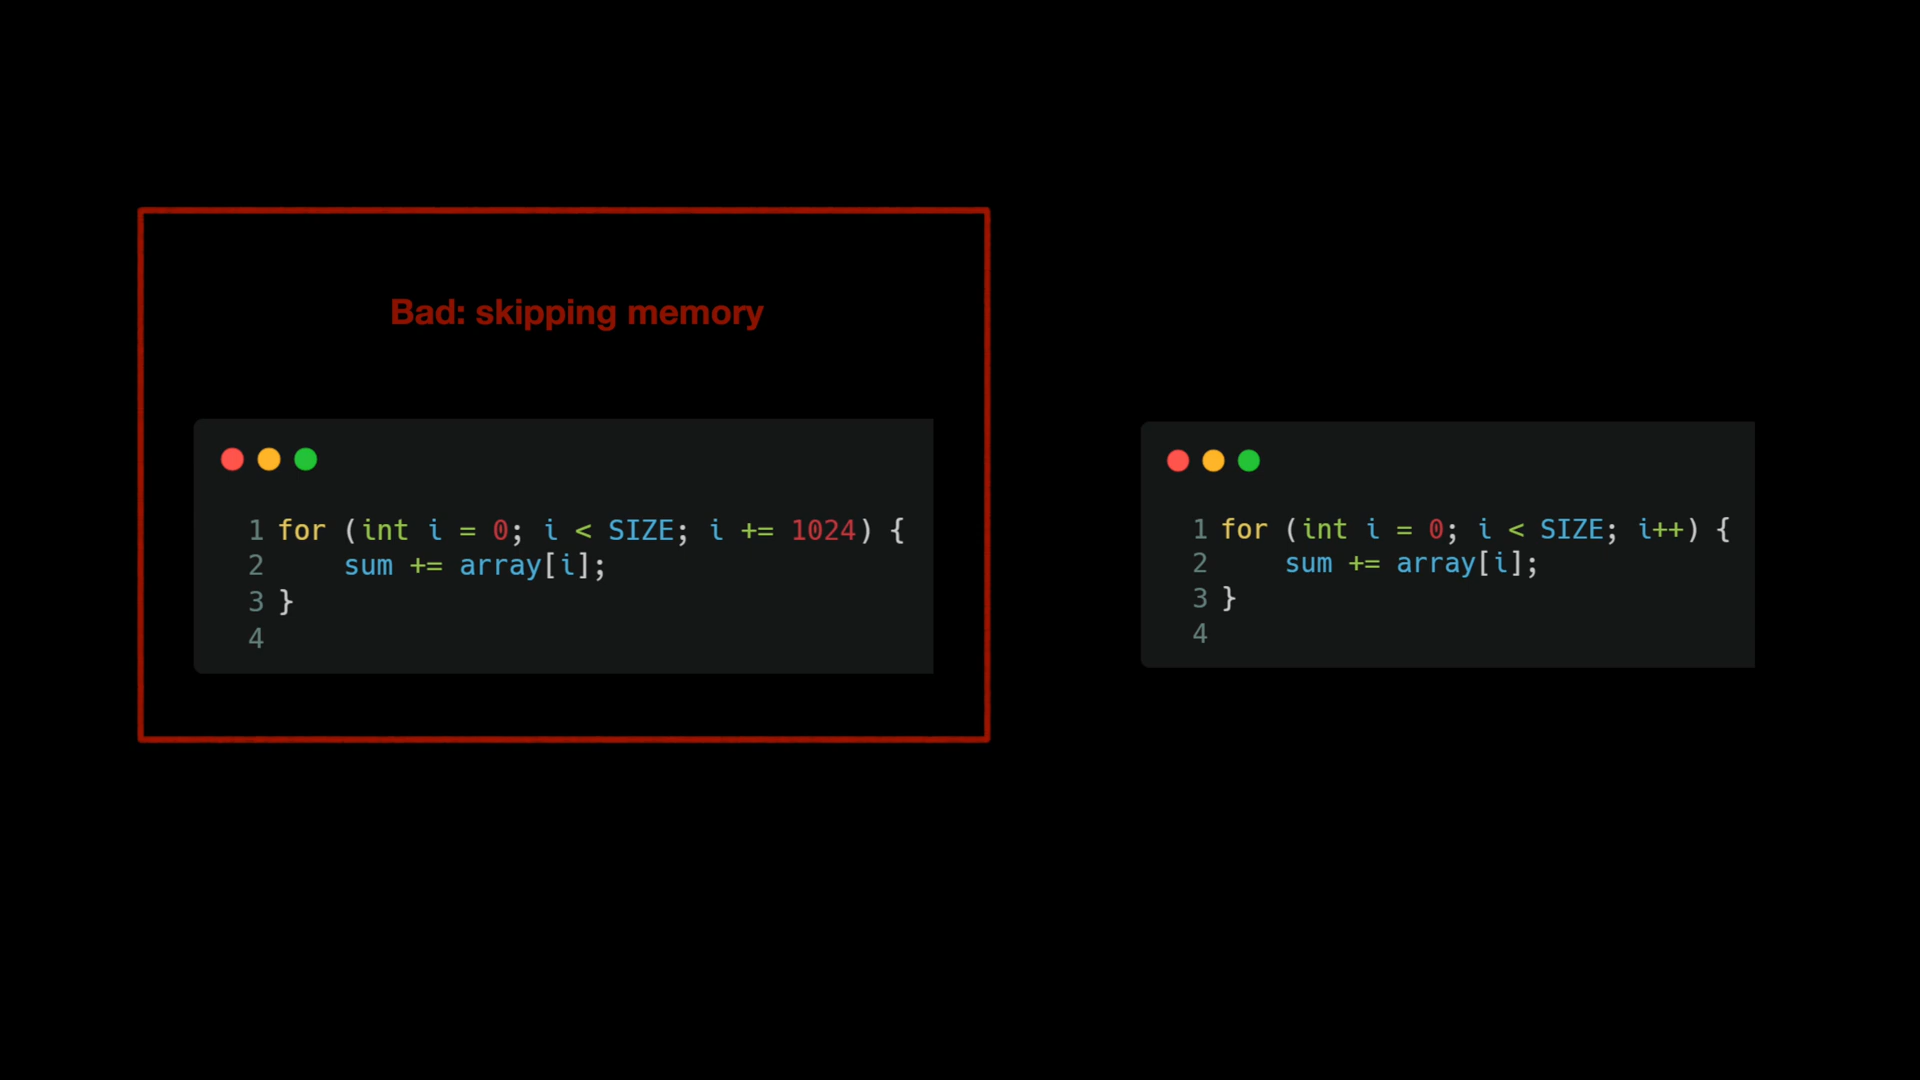 Bad: skipping memory
1 for (int i = 0; i < SIZE; i += 1024) {
2     sum += array[i];
3 }
4
1 for (int i = 0; i < SIZE; i++) {
2     sum += array[i];
3 }
4